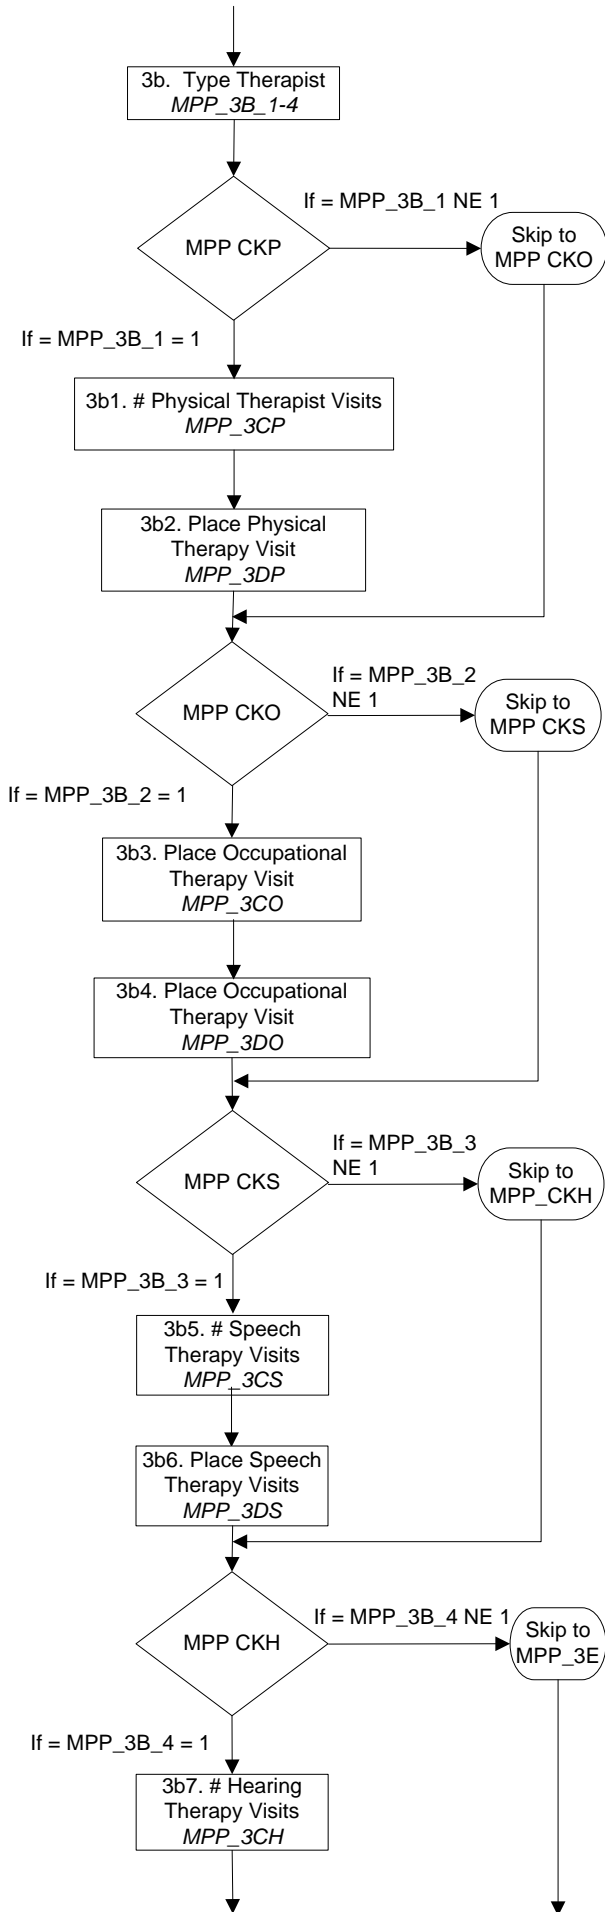 3b.  Type Therapist
MPP_3B_1-4
If = MPP_3B_1 NE 1
MPP CKP
Skip to
MPP CKO
If = MPP_3B_1 = 1
3b1. # Physical Therapist Visits
MPP_3CP
3b2. Place Physical
Therapy Visit
MPP_3DP
If = MPP_3B_2
NE 1
MPP CKO
Skip to
MPP CKS
If = MPP_3B_2 = 1
3b3. Place Occupational
Therapy Visit
MPP_3CO
3b4. Place Occupational
Therapy Visit
MPP_3DO
If = MPP_3B_3
NE 1
MPP CKS
Skip to
MPP_CKH
If = MPP_3B_3 = 1
3b5. # Speech
Therapy Visits
MPP_3CS
3b6. Place Speech
Therapy Visits
MPP_3DS
If = MPP_3B_4 NE 1
MPP CKH
Skip to
MPP_3E
If = MPP_3B_4 = 1
3b7. # Hearing
Therapy Visits
MPP_3CH